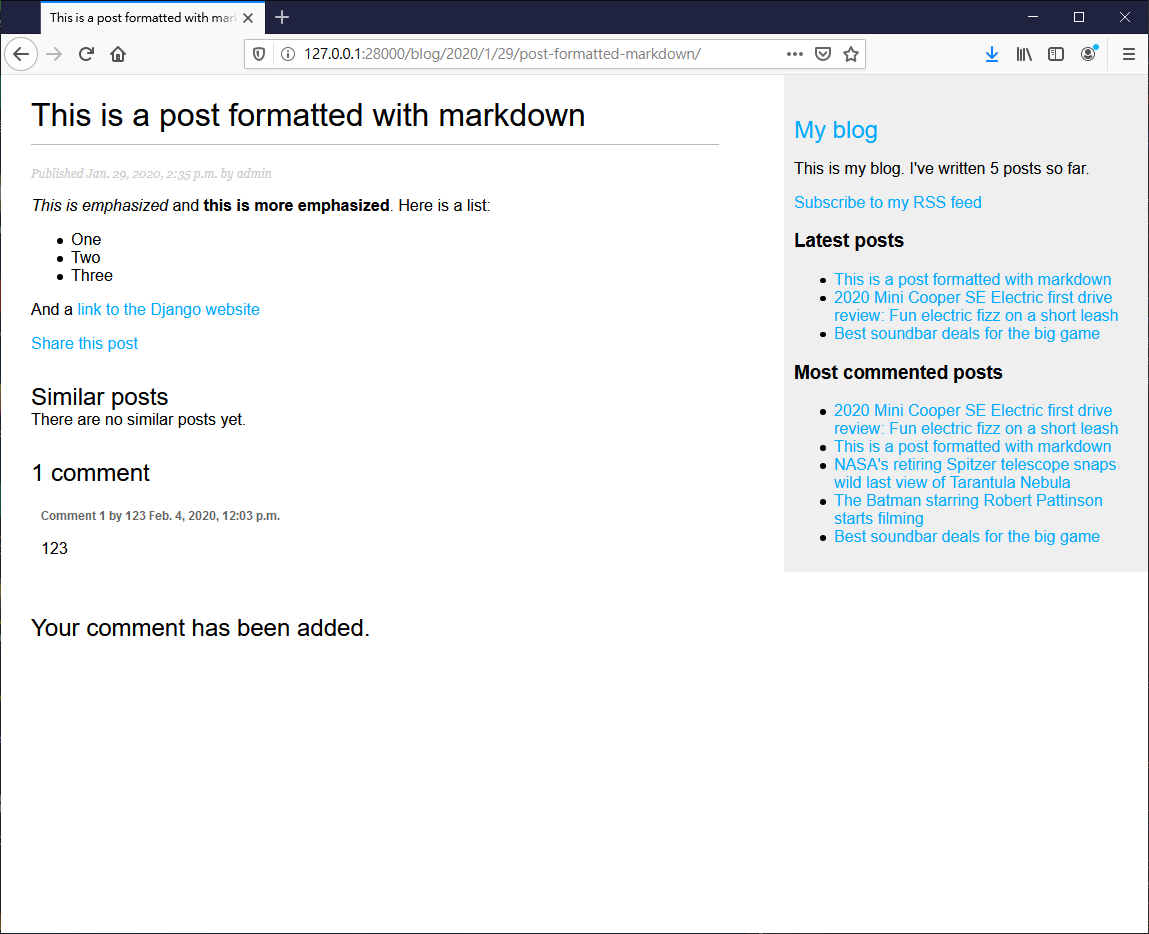 This is a post formatted with mar
127.0.0.1:28000/blog/2020/1/29/post-formatted-markdown/
This is a post formatted with markdown
Published Jan. 29, 2020, 2:35 p.m. by admin
This is emphasized and this is more emphasized. Here is a list:
One
Two
Three
And a link to the Django website
Share this post
Similar posts
There are no similar posts yet.
1 comment
Comment 1 by 123 Feb. 4, 2020, 12:03 p.m.
123
Your comment has been added.
My blog
This is my blog. I've written 5 posts so far.
Subscribe to my RSS feed
Latest posts
This is a post formatted with markdown
2020 Mini Cooper SE Electric first drive
review: Fun electric fizz on a short leash
Best soundbar deals for the big game
Most commented posts
2020 Mini Cooper SE Electric first drive
review: Fun electric fizz on a short leash
This is a post formatted with markdown
NASA's retiring Spitzer telescope snaps
wild last view of Tarantula Nebula
The Batman starring Robert Pattinson
starts filming
Best soundbar deals for the big game